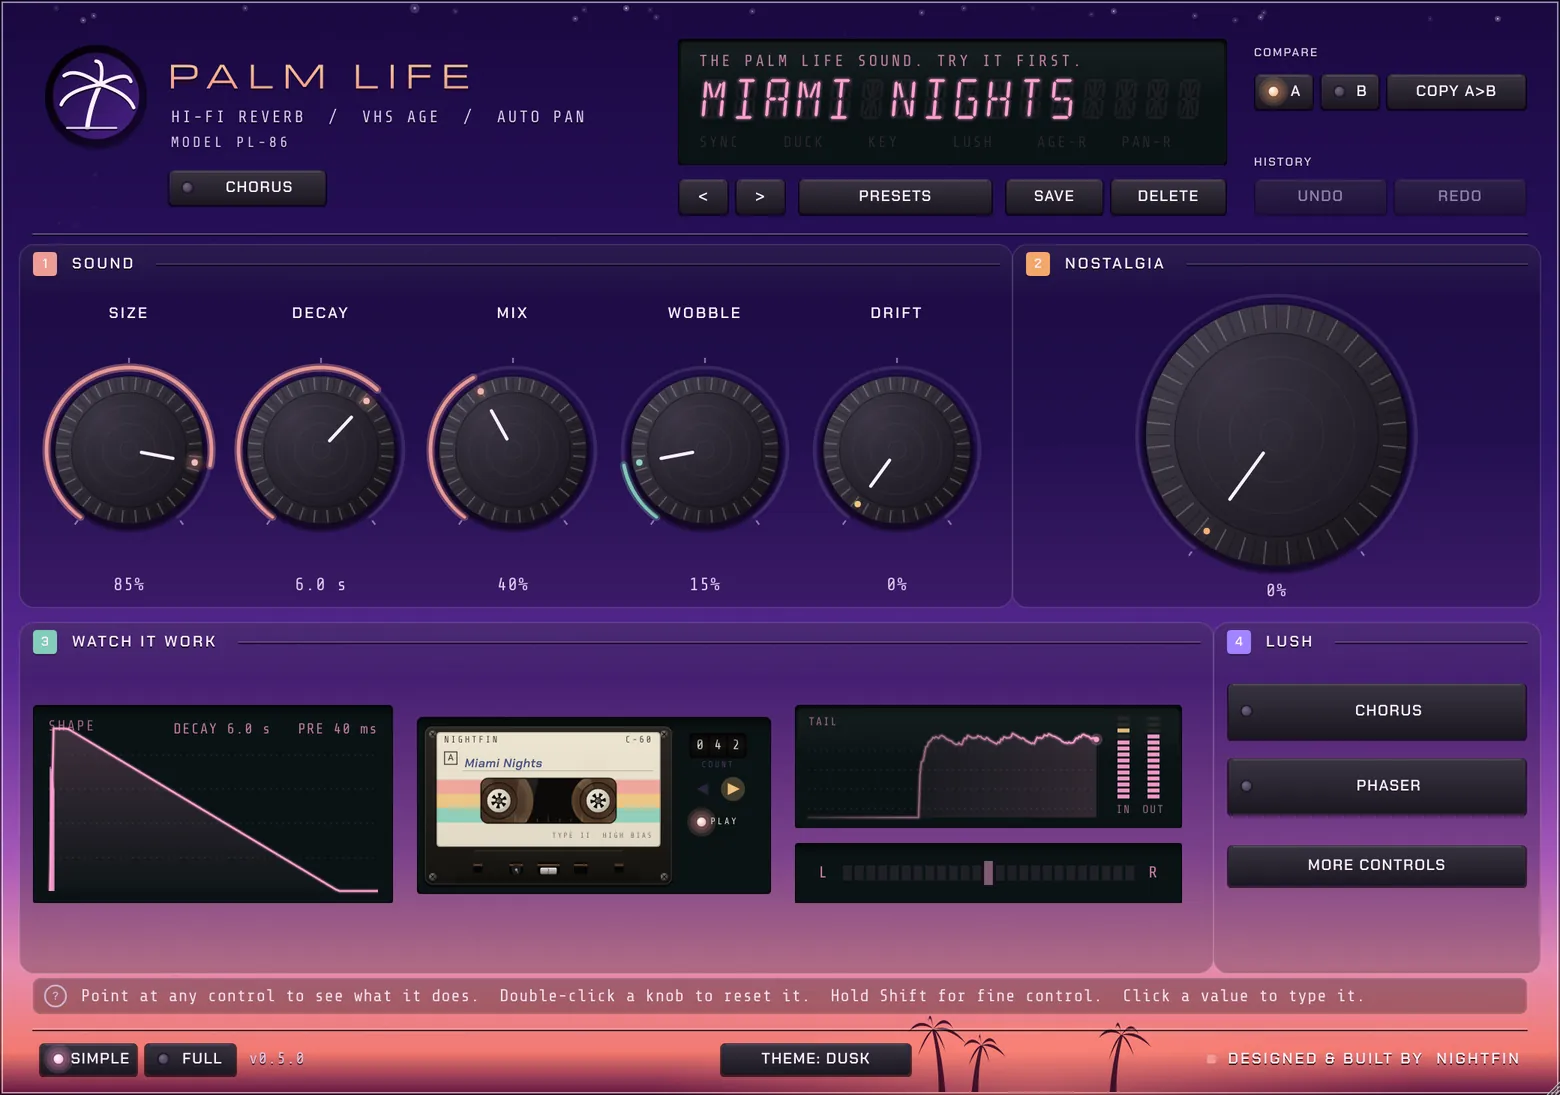 PALM LIFE
HI-FI REVERB / VHS AGE / AUTO PAN
MODEL PL-86
CHORUS
THE PALM LIFE SOUND. TRY IT FIRST.
MIAMI NIGHTS
SYNC DUCK KEY LUSH AGE-R PAN-R
< > PRESETS SAVE DELETE
COMPARE
A B COPY A>B
HISTORY
UNDO REDO
1 SOUND
SIZE DECAY MIX WOBBLE DRIFT
85% 6.0 s 40% 15% 0%
2 NOSTALGIA
0%
3 WATCH IT WORK
SHAPE DECAY 6.0 s PRE 40 ms
NIGHTFIN C-60
A Miami Nights
TYPE II HIGH BIAS
0 4 2
COUNT
PLAY
TAIL
IN OUT
L R
4 LUSH
CHORUS
PHASER
MORE CONTROLS
? Point at any control to see what it does. Double-click a knob to reset it. Hold Shift for fine control. Click a value to type it.
SIMPLE FULL v0.5.0 THEME: DUSK DESIGNED & BUILT BY NIGHTFIN